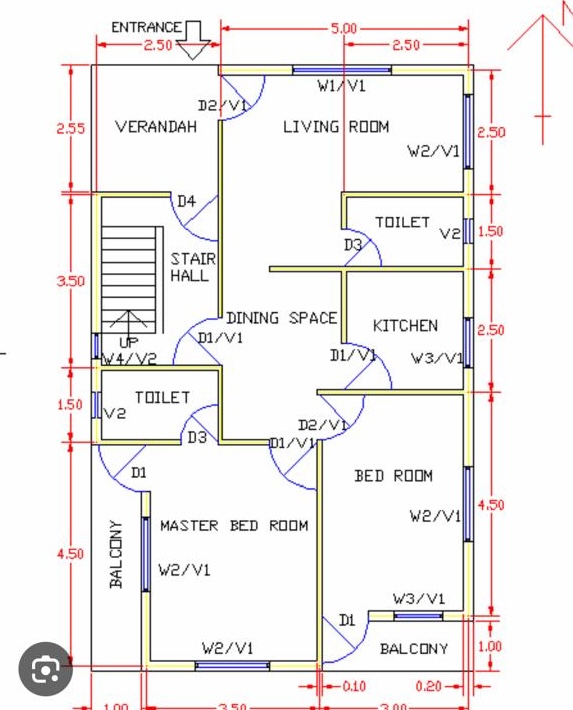 ENTRANCE
5.00
2.50
2.50
W1/V1
D2/V1
VERANDAH
LIVING ROOM
2.55
2.50
W2/V1
D4
TOILET
1.50
V2
D3
STAIR
HALL
3.50
DINING SPACE
KITCHEN
2.50
UP
D1/V1
D1/V1
W3/V1
W4/V2
TOILET
1.50
V2
D3
D2/V1
D1/V1
D1
BED ROOM
4.50
W2/V1
MASTER BED ROOM
BALCONY
4.50
W2/V1
W3/V1
D1
W2/V1
BALCONY
1.00
0.10
0.20
1.00
3.50
3.00
N